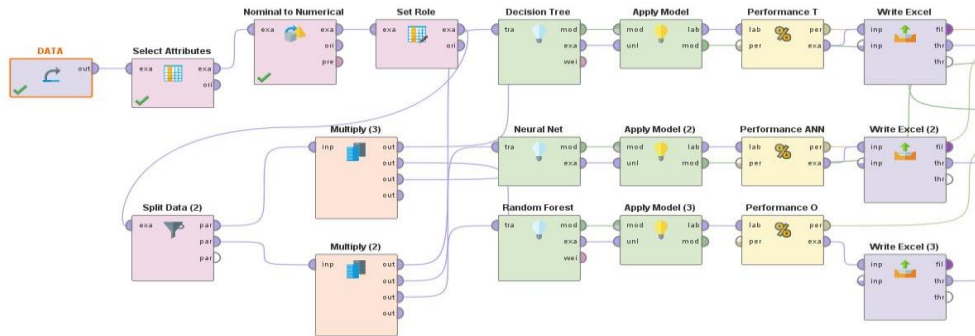 DATA
out
Select Attributes
exa exa
ori
Nominal to Numerical
exa exa
ori
pre
Set Role
exa exa
ori
Decision Tree
tra mod
exa
wei
Apply Model
mod lab
unl mod
Performance T
lab per
per exa
Write Excel
inp fil
inp thr
thr
Multiply (3)
inp out
out
out
Neural Net
tra mod
exa
Apply Model (2)
mod lab
unl mod
Performance ANN
lab per
per exa
Write Excel (2)
inp fil
inp thr
thr
Split Data (2)
exa par
par
par
Multiply (2)
inp out
out
out
out
Random Forest
tra mod
exa
wei
Apply Model (3)
mod lab
unl mod
Performance O
lab per
per exa
Write Excel (3)
inp fil
inp thr
thr